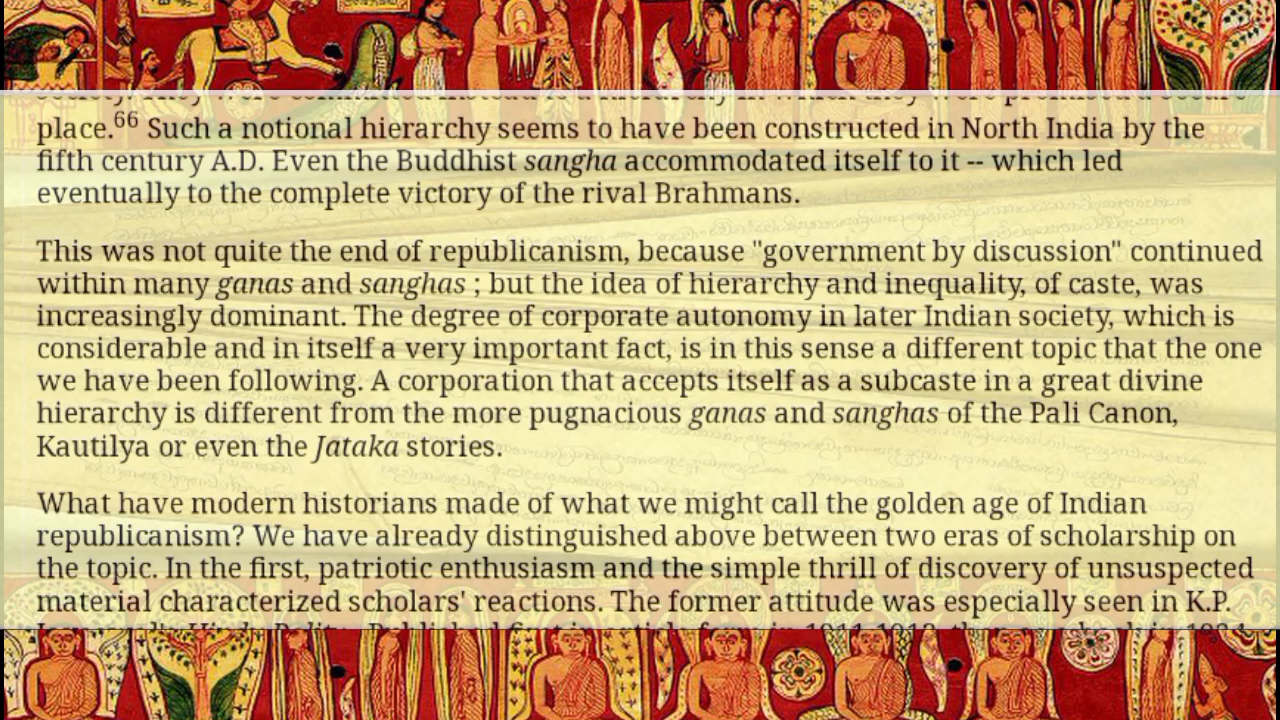 place.66 Such a notional hierarchy seems to have been constructed in North India by the
fifth century A.D. Even the Buddhist sangha accommodated itself to it -- which led
eventually to the complete victory of the rival Brahmans.
This was not quite the end of republicanism, because "government by discussion" continued
within many ganas and sanghas ; but the idea of hierarchy and inequality, of caste, was
increasingly dominant. The degree of corporate autonomy in later Indian society, which is
considerable and in itself a very important fact, is in this sense a different topic that the one
we have been following. A corporation that accepts itself as a subcaste in a great divine
hierarchy is different from the more pugnacious ganas and sanghas of the Pali Canon,
Kautilya or even the Jataka stories.
What have modern historians made of what we might call the golden age of Indian
republicanism? We have already distinguished above between two eras of scholarship on
the topic. In the first, patriotic enthusiasm and the simple thrill of discovery of unsuspected
material characterized scholars' reactions. The former attitude was especially seen in K.P.